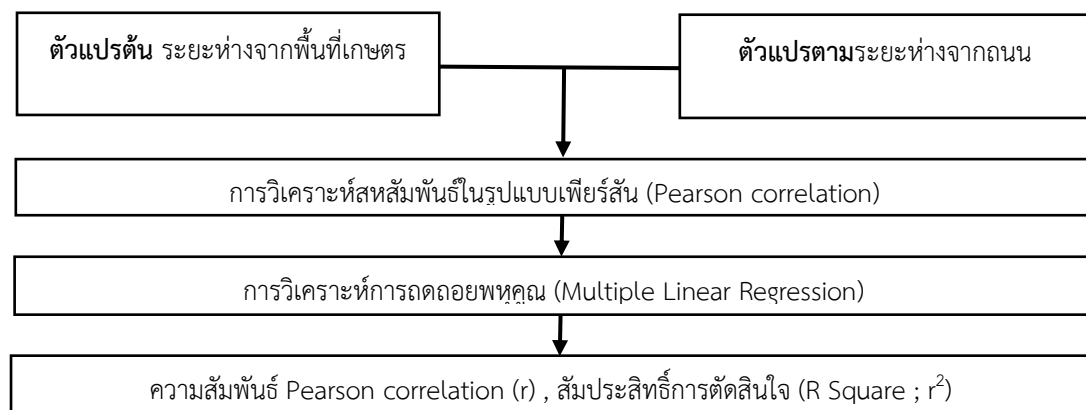 ตัวแปรต้น ระยะห่างจากพื้นที่เกษตร
ตัวแปรตามระยะห่างจากถนน
การวิเคราะห์สหสัมพันธ์ในรูปแบบเพียร์สัน (Pearson correlation)
การวิเคราะห์การถดถอยพหุคูณ (Multiple Linear Regression)
ความสัมพันธ์ Pearson correlation (r) , สัมประสิทธิ์การตัดสินใจ (R Square ; r²)